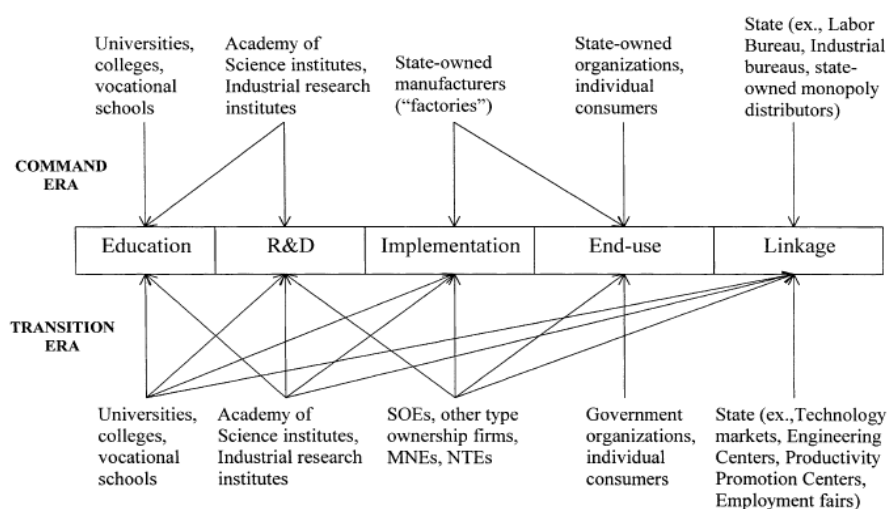 Universities,
colleges,
vocational
schools
Academy of
Science institutes,
Industrial research
institutes
State-owned
manufacturers
("factories")
State-owned
organizations,
individual
consumers
State (ex., Labor
Bureau, Industrial
bureaus, state-
owned monopoly
distributors)
COMMAND
ERA
Education
R&D
Implementation
End-use
Linkage
TRANSITION
ERA
Universities,
colleges,
vocational
schools
Academy of
Science institutes,
Industrial research
institutes
SOEs, other type
ownership firms,
MNEs, NTEs
Government
organizations,
individual
consumers
State (ex.,Technology
markets, Engineering
Centers, Productivity
Promotion Centers,
Employment fairs)